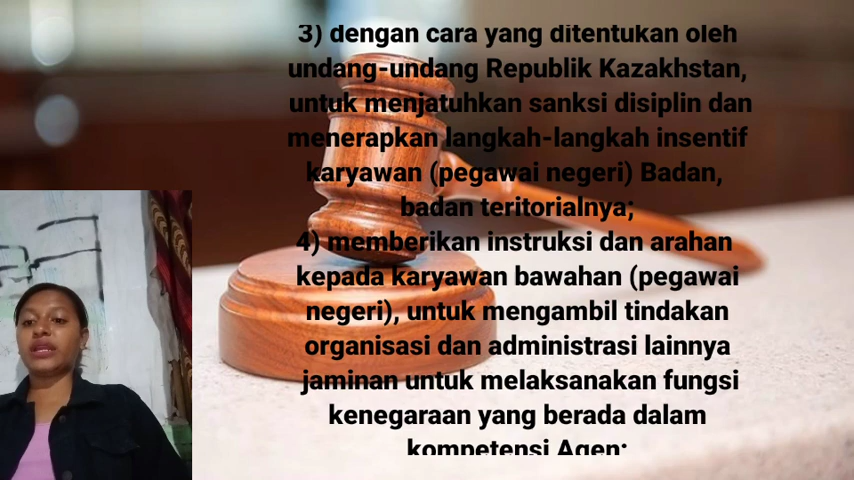 3) dengan cara yang ditentukan oleh
undang-undang Republik Kazakhstan,
untuk menjatuhkan sanksi disiplin dan
menerapkan langkah-langkah insentif
karyawan (pegawai negeri) Badan,
badan teritorialnya;
4) memberikan instruksi dan arahan
kepada karyawan bawahan (pegawai
negeri), untuk mengambil tindakan
organisasi dan administrasi lainnya
jaminan untuk melaksanakan fungsi
kenegaraan yang berada dalam
kompetensi Agen;